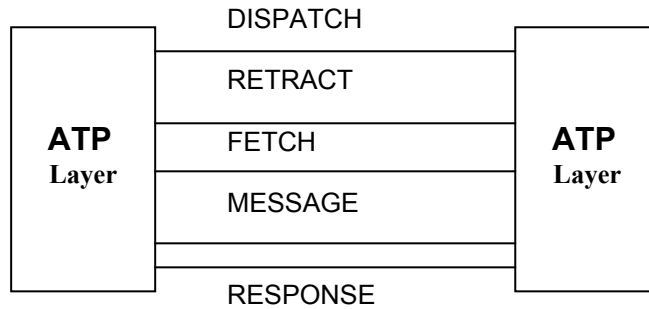 DISPATCH
RETRACT
ATP
Layer
FETCH
ATP
Layer
MESSAGE
RESPONSE